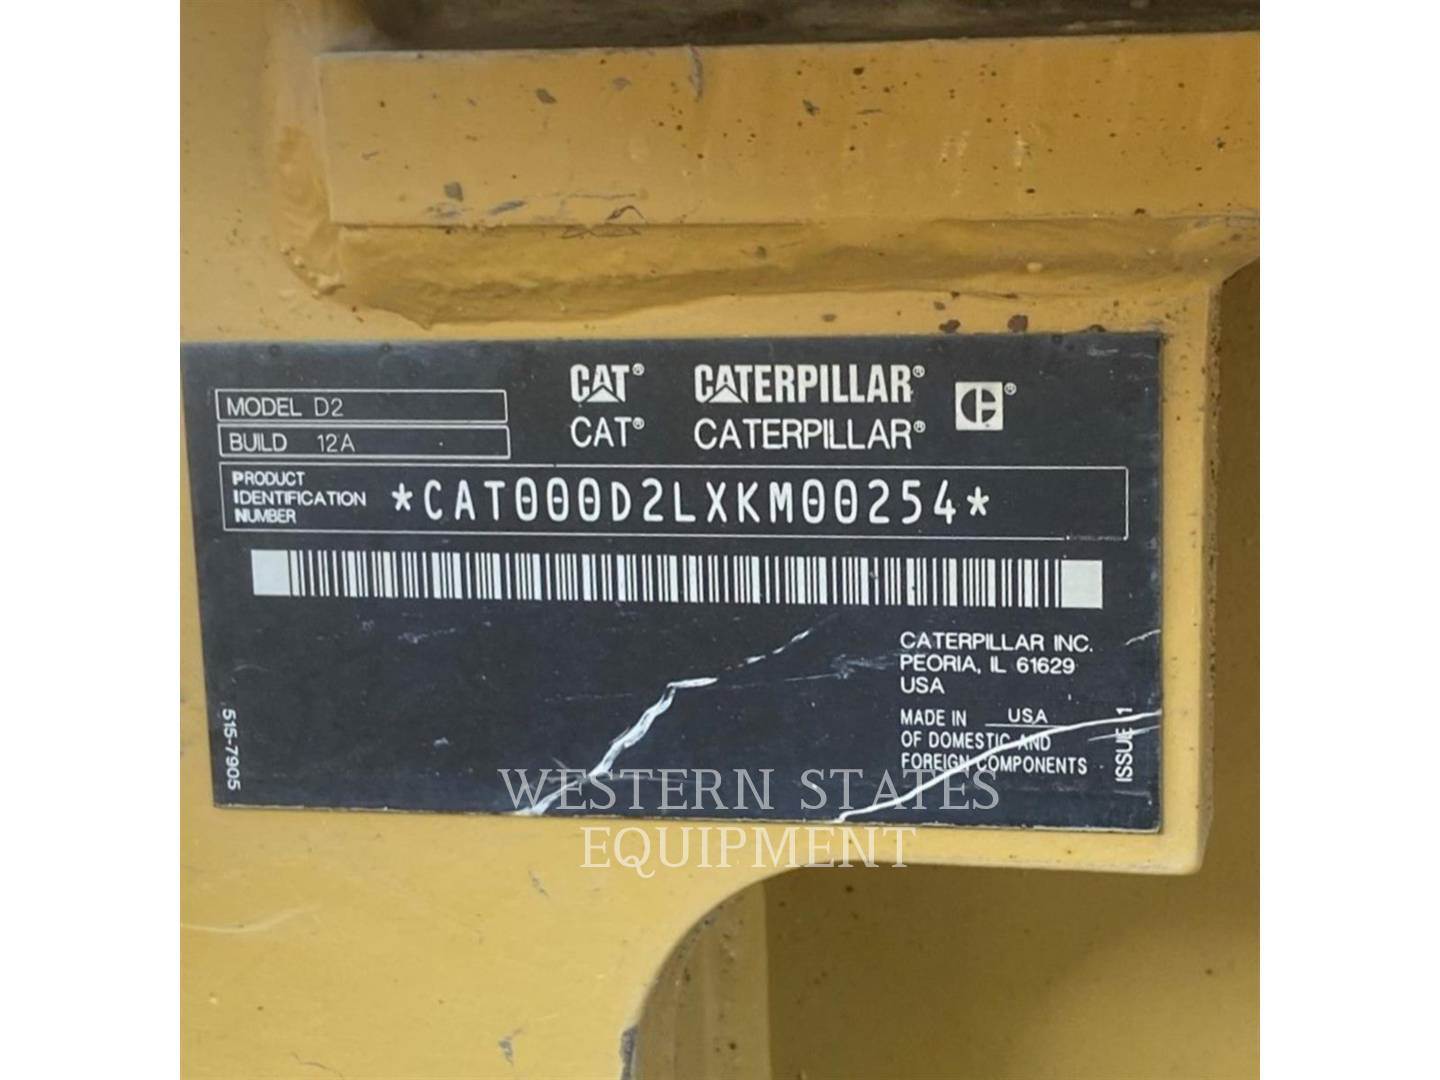 MODEL D2
BUILD 12A
CAT® CATERPILLAR® CE®
CAT® CATERPILLAR®
PRODUCT
IDENTIFICATION
NUMBER
*CAT000D2LXKM00254*
CATERPILLAR INC.
PEORIA, IL 61629
USA
MADE IN USA
OF DOMESTIC AND
FOREIGN COMPONENTS
515-7905
ISSUE 1
WESTERN STATES
EQUIPMENT